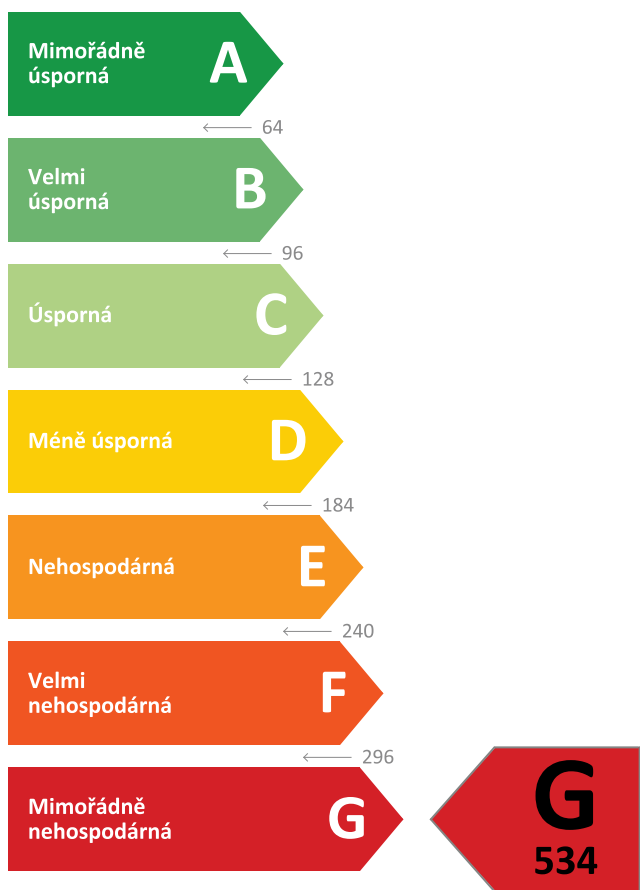 Mimořádně
úsporná
A
64
Velmi
úsporná
B
96
Úsporná
C
128
Méně úsporná
D
184
Nehospodárná
E
240
Velmi
nehospodárná
F
296
Mimořádně
nehospodárná
G
G
534